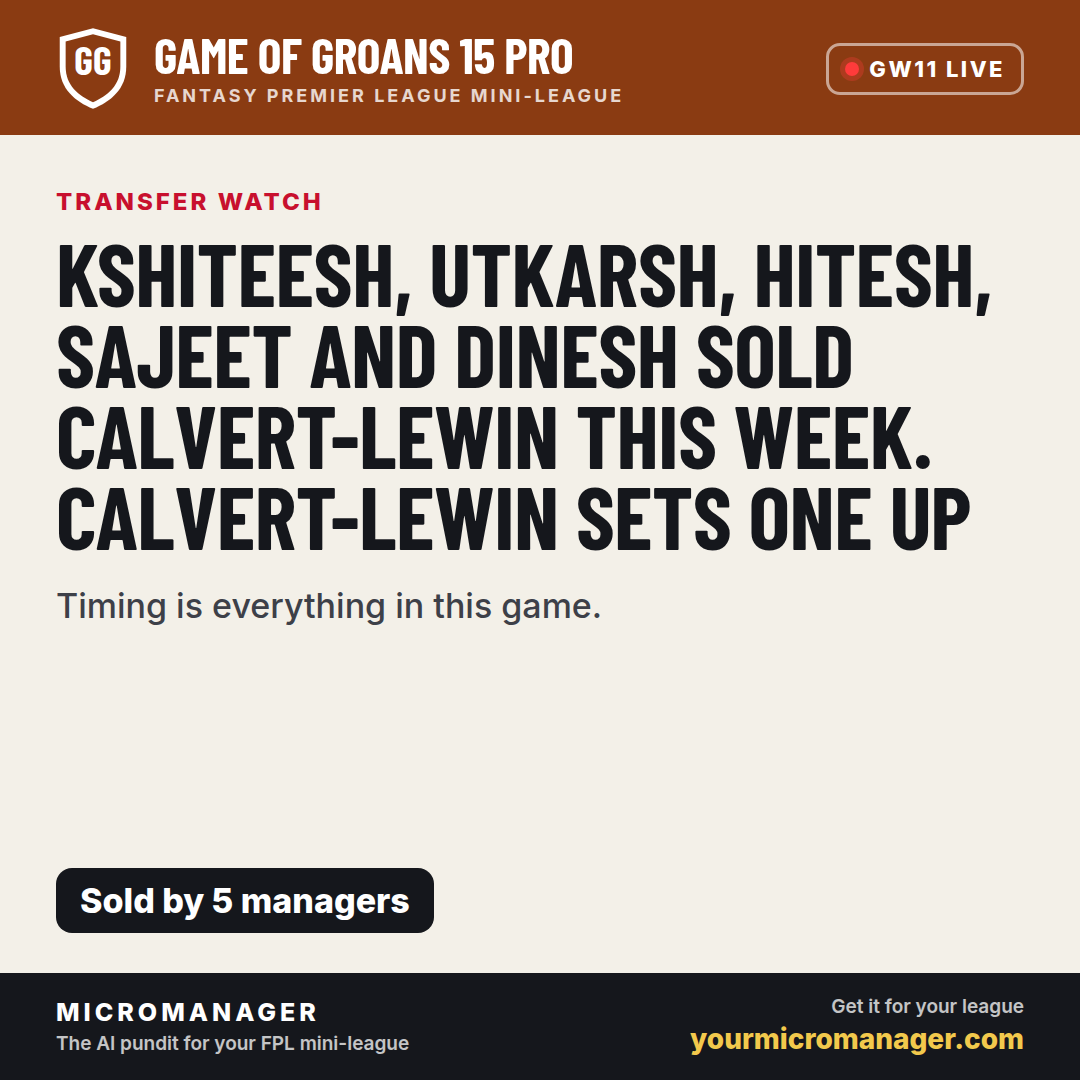 GG
GAME OF GROANS 15 PRO
FANTASY PREMIER LEAGUE MINI-LEAGUE
GW11 LIVE
TRANSFER WATCH
KSHITEESH, UTKARSH, HITESH,
SAJEET AND DINESH SOLD
CALVERT-LEWIN THIS WEEK.
CALVERT-LEWIN SETS ONE UP
Timing is everything in this game.
Sold by 5 managers
MICROMANAGER
The AI pundit for your FPL mini-league
Get it for your league
yourmicromanager.com